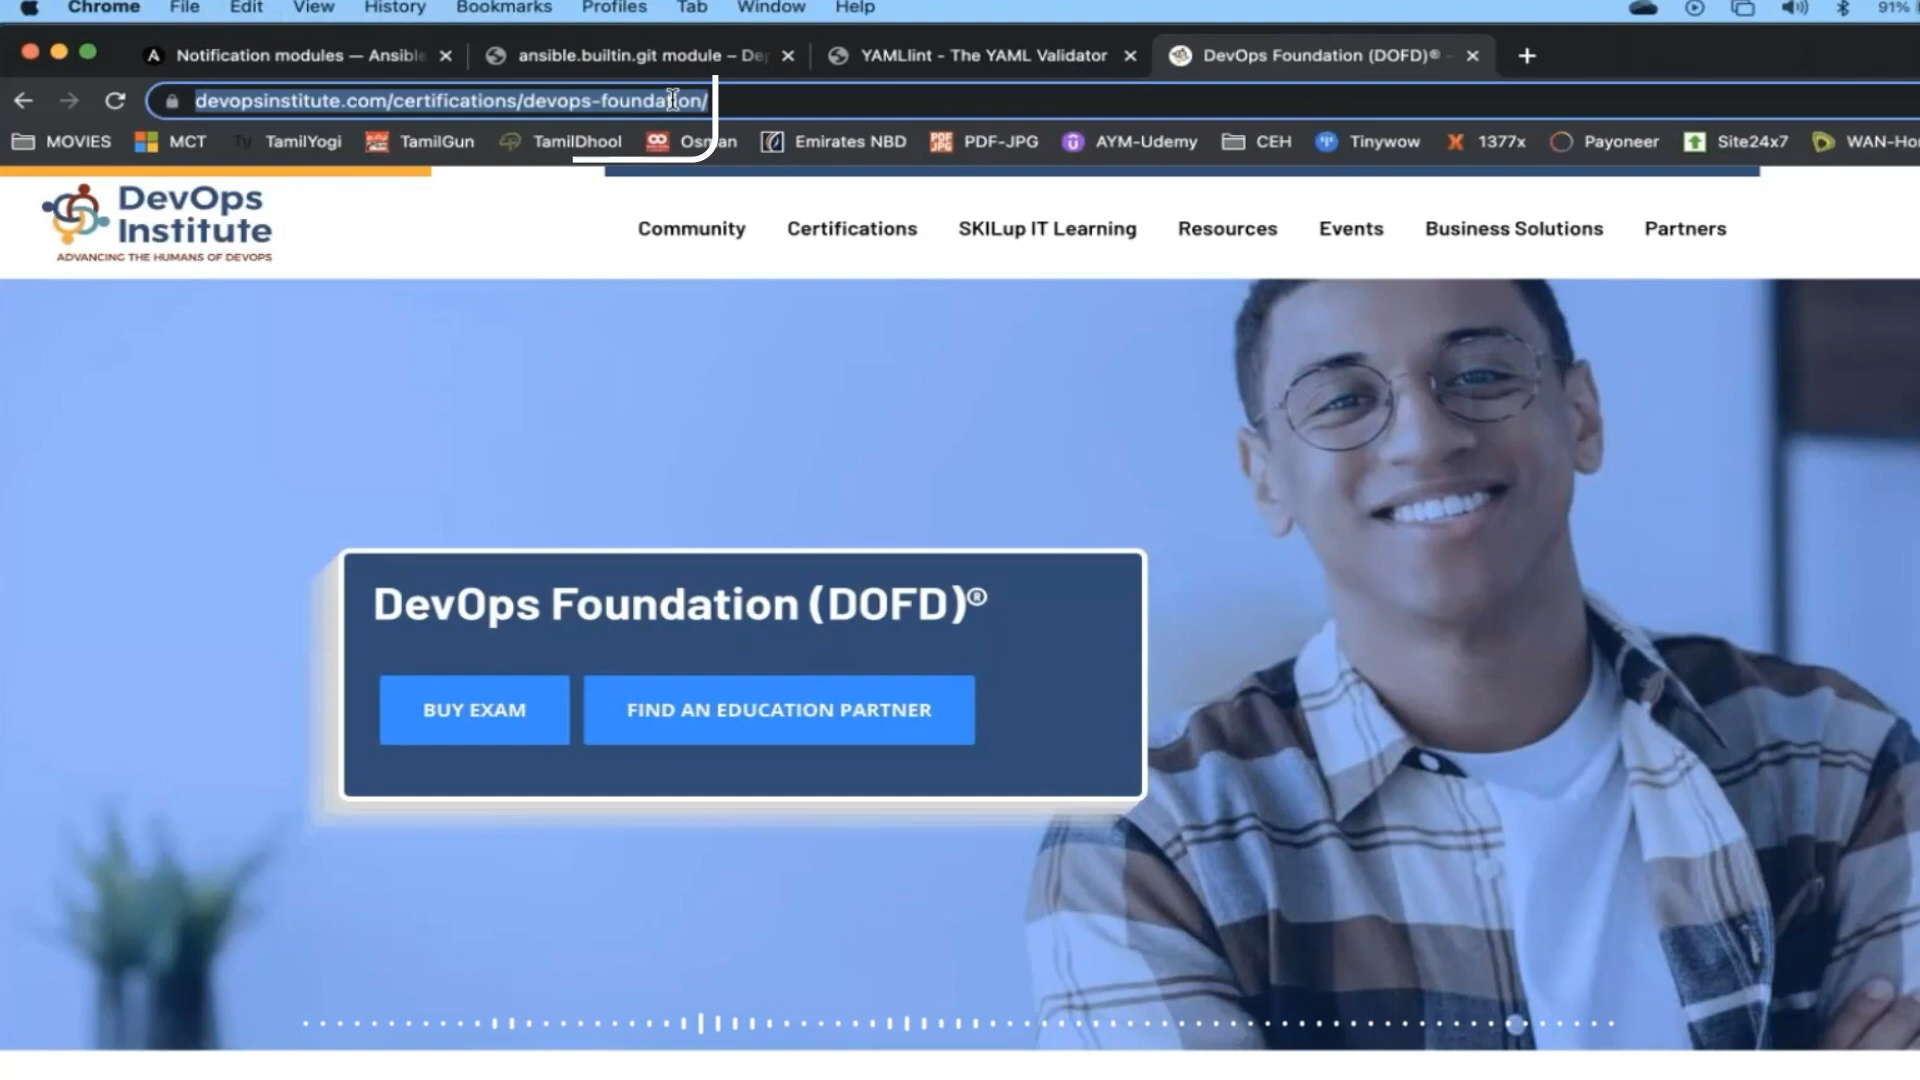 Chrome File Edit View History Bookmarks Profiles Tab Window Help 91%
Notification modules — Ansible ansible.builtin.git module – De YAMLlint - The YAML Validator DevOps Foundation (DOFD)® -
devopsinstitute.com/certifications/devops-foundation/
MOVIES MCT TamilYogi TamilGun TamilDhool Osman Emirates NBD PDF-JPG AYM-Udemy CEH Tinywow 1377x Payoneer Site24x7 WAN-Ho
DevOps
Institute
ADVANCING THE HUMANS OF DEVOPS
Community Certifications SKILup IT Learning Resources Events Business Solutions Partners
DevOps Foundation (DOFD)®
BUY EXAM FIND AN EDUCATION PARTNER